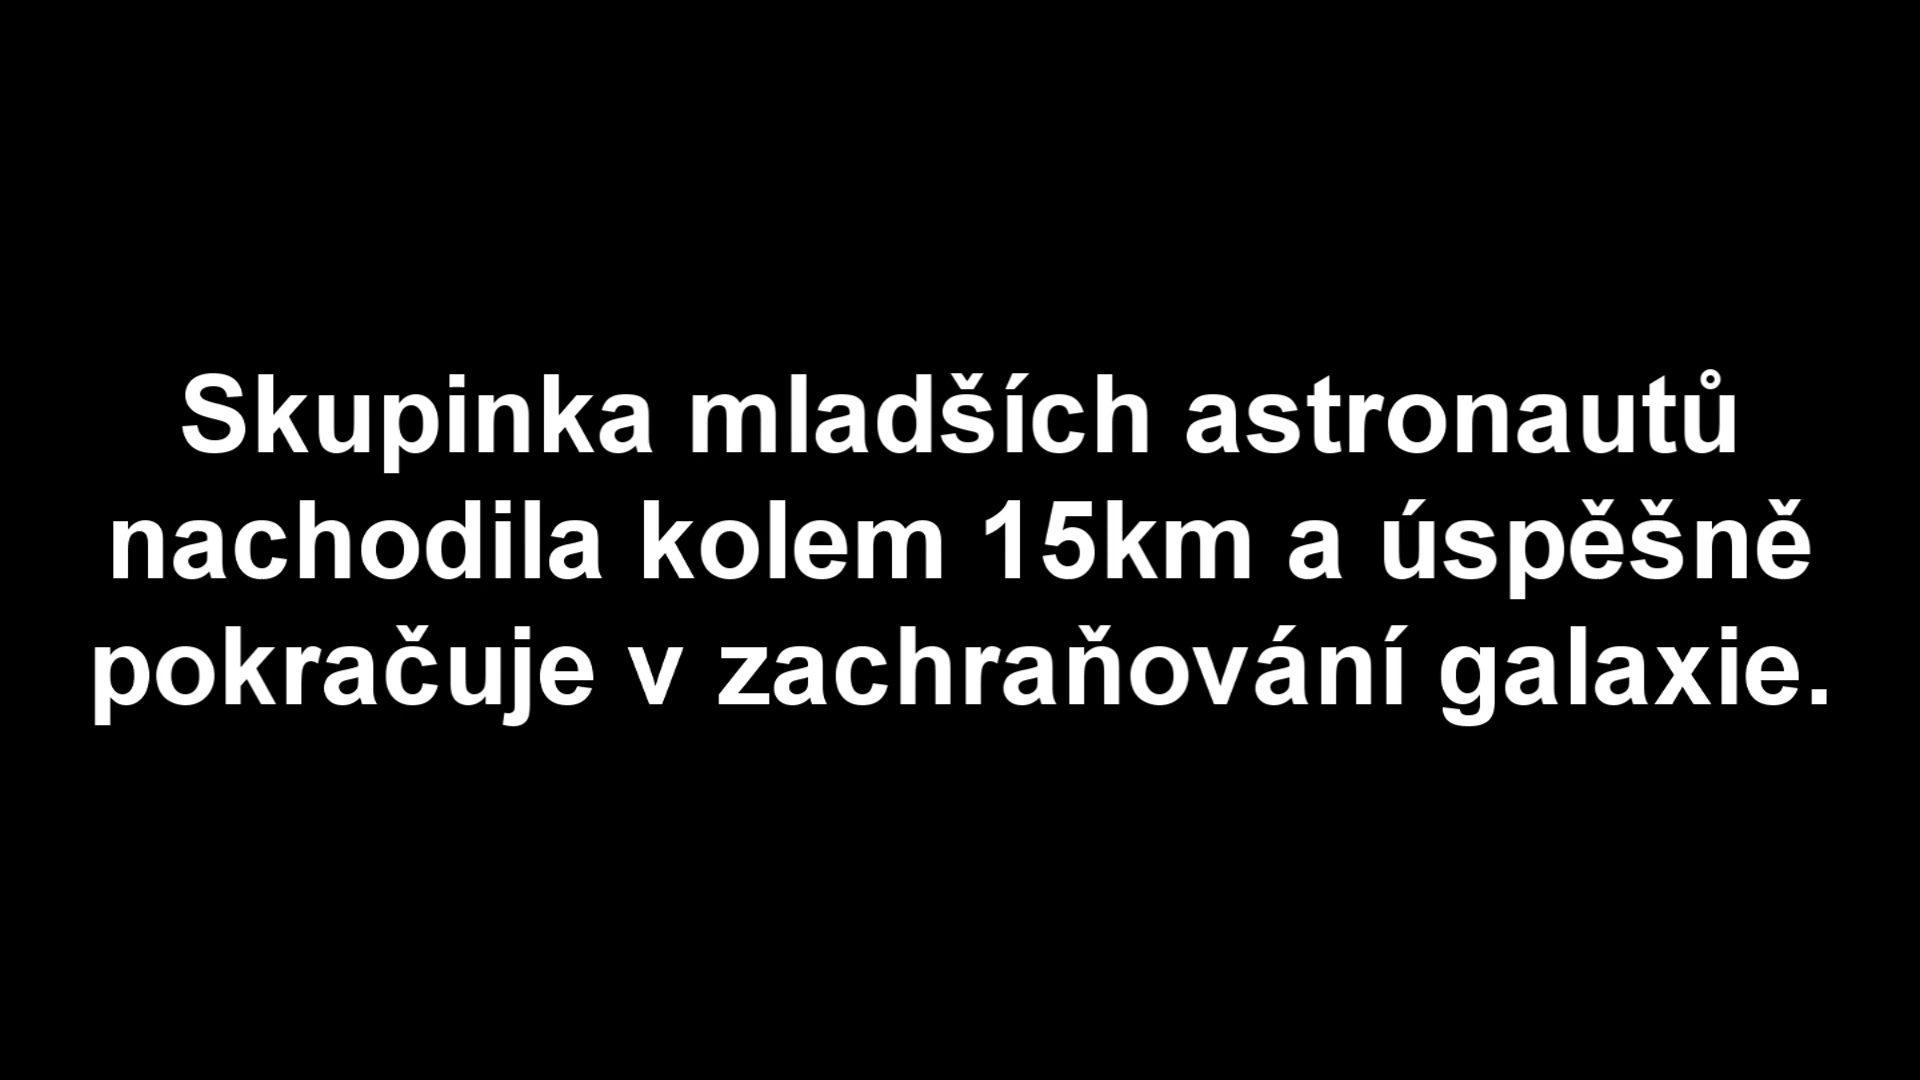 Skupinka mladších astronautů
nachodila kolem 15km a úspěšně
pokračuje v zachraňování galaxie.